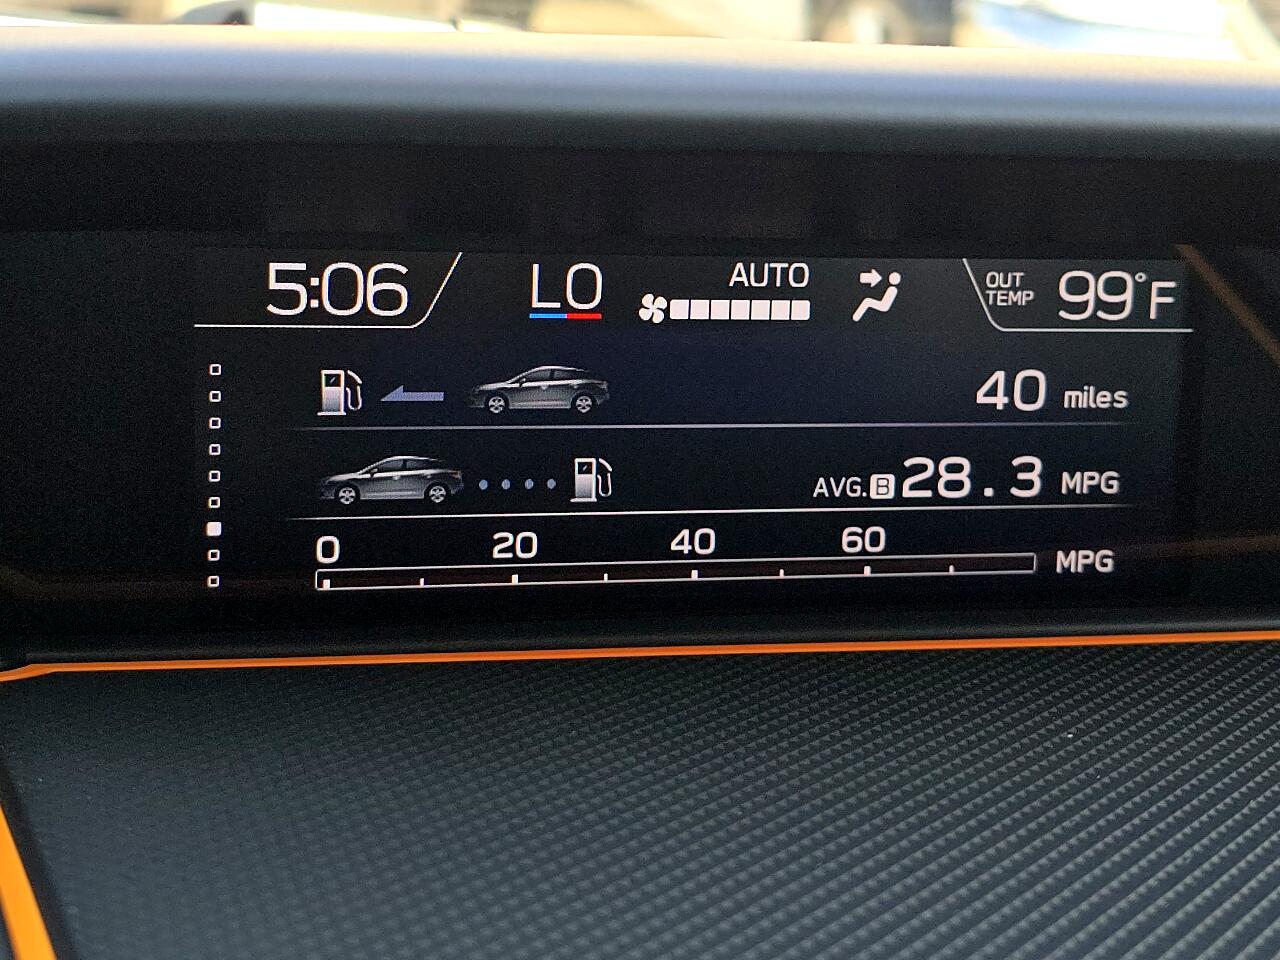 5:06 LO AUTO OUT TEMP 99°F
40 miles
AVG. B 28.3 MPG
0 20 40 60
MPG